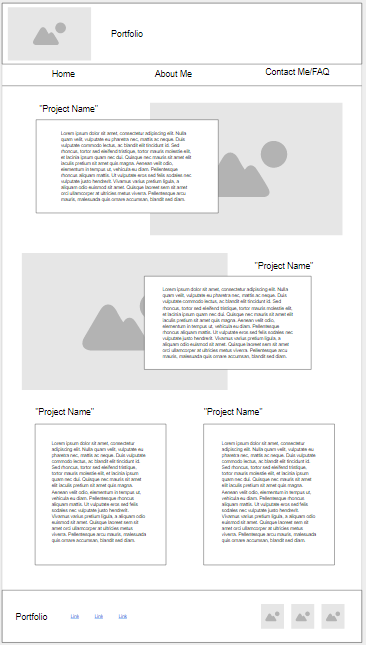 Portfolio
Home
About Me
Contact Me/FAQ
"Project Name"
Lorem ipsum dolor sit amet, consectetur adipiscing elit. Nulla
quam velit, vulputate eu pharetra nec, mattis ac neque. Duis
vulputate commodo lectus, ac blandit elit tincidunt id. Sed
rhoncus, tortor sed eleifend tristique, tortor mauris molestie elit,
et lacinia ipsum quam nec dui. Quisque nec mauris sit amet elit
iaculis pretium sit amet quis magna. Aenean velit odio,
elementum in tempus ut, vehicula eu diam. Pellentesque
rhoncus aliquam mattis. Ut vulputate eros sed felis sodales nec
vulputate justo hendrerit. Vivamus varius pretium ligula, a
aliquam odio euismod sit amet. Quisque laoreet sem sit amet
orci ullamcorper at ultricies metus viverra. Pellentesque arcu
mauris, malesuada quis ornare accumsan, blandit sed diam.
"Project Name"
Lorem ipsum dolor sit amet, consectetur adipiscing elit. Nulla
quam velit, vulputate eu pharetra nec, mattis ac neque. Duis
vulputate commodo lectus, ac blandit elit tincidunt id. Sed
rhoncus, tortor sed eleifend tristique, tortor mauris molestie elit,
et lacinia ipsum quam nec dui. Quisque nec mauris sit amet elit
iaculis pretium sit amet quis magna. Aenean velit odio,
elementum in tempus ut, vehicula eu diam. Pellentesque
rhoncus aliquam mattis. Ut vulputate eros sed felis sodales nec
vulputate justo hendrerit. Vivamus varius pretium ligula, a
aliquam odio euismod sit amet. Quisque laoreet sem sit amet
orci ullamcorper at ultricies metus viverra. Pellentesque arcu
mauris, malesuada quis ornare accumsan, blandit sed diam.
"Project Name"
Lorem ipsum dolor sit amet, consectetur
adipiscing elit. Nulla quam velit, vulputate eu
pharetra nec, mattis ac neque. Duis vulputate
commodo lectus, ac blandit elit tincidunt id.
Sed rhoncus, tortor sed eleifend tristique,
tortor mauris molestie elit, et lacinia ipsum
quam nec dui. Quisque nec mauris sit amet
elit iaculis pretium sit amet quis magna.
Aenean velit odio, elementum in tempus ut,
vehicula eu diam. Pellentesque rhoncus
aliquam mattis. Ut vulputate eros sed felis
sodales nec vulputate justo hendrerit.
Vivamus varius pretium ligula, a aliquam odio
euismod sit amet. Quisque laoreet sem sit
amet orci ullamcorper at ultricies metus
viverra. Pellentesque arcu mauris, malesuada
quis ornare accumsan, blandit sed diam.
"Project Name"
Lorem ipsum dolor sit amet, consectetur
adipiscing elit. Nulla quam velit, vulputate eu
pharetra nec, mattis ac neque. Duis vulputate
commodo lectus, ac blandit elit tincidunt id.
Sed rhoncus, tortor sed eleifend tristique,
tortor mauris molestie elit, et lacinia ipsum
quam nec dui. Quisque nec mauris sit amet
elit iaculis pretium sit amet quis magna.
Aenean velit odio, elementum in tempus ut,
vehicula eu diam. Pellentesque rhoncus
aliquam mattis. Ut vulputate eros sed felis
sodales nec vulputate justo hendrerit.
Vivamus varius pretium ligula, a aliquam odio
euismod sit amet. Quisque laoreet sem sit
amet orci ullamcorper at ultricies metus
viverra. Pellentesque arcu mauris, malesuada
quis ornare accumsan, blandit sed diam.
Portfolio Link Link Link